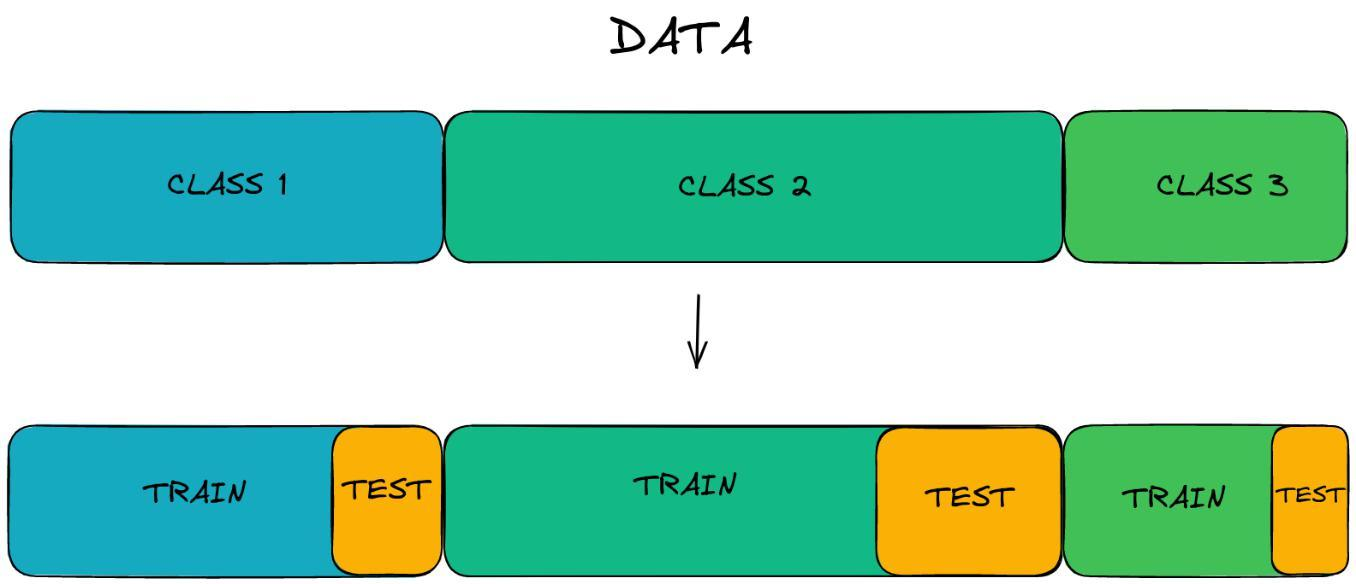 DATA
CLASS 1
CLASS 2
CLASS 3
TRAIN
TEST
TRAIN
TEST
TRAIN
TEST